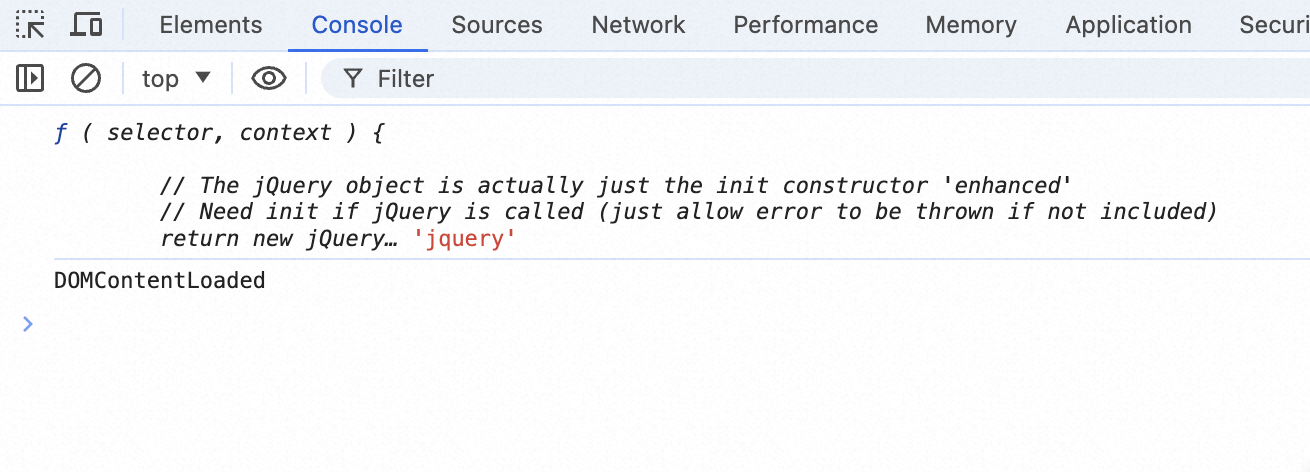 Elements Console Sources Network Performance Memory Application Securi
top Filter
ƒ ( selector, context ) {
// The jQuery object is actually just the init constructor 'enhanced'
// Need init if jQuery is called (just allow error to be thrown if not included)
return new jQuery… 'jquery'
DOMContentLoaded